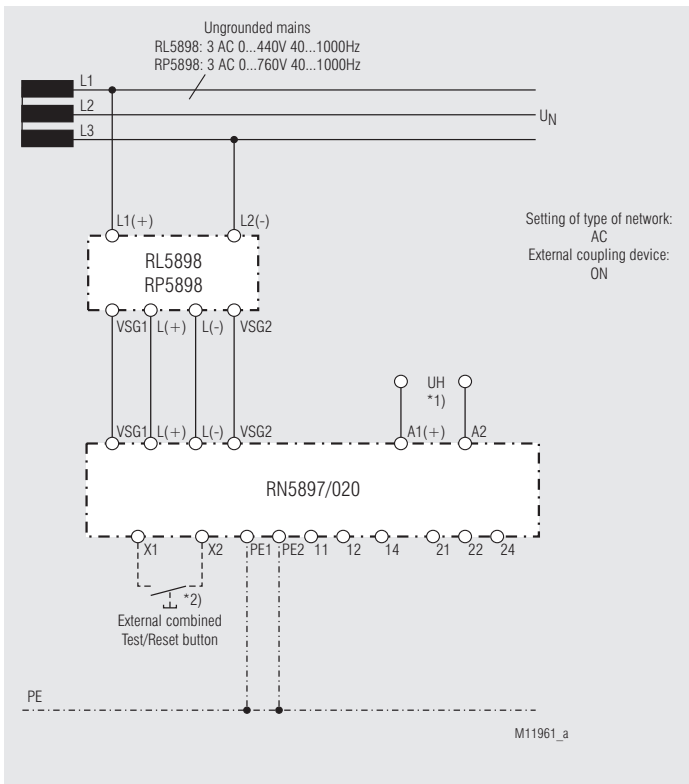 Ungrounded mains
RL5898: 3 AC 0...440V 40...1000Hz
RP5898: 3 AC 0...760V 40...1000Hz
L1
L2
L3
UN
L1(+)
L2(-)
Setting of type of network:
AC
External coupling device:
ON
RL5898
RP5898
VSG1 L(+) L(-) VSG2
UH
*1)
VSG1 L(+) L(-) VSG2
A1(+) A2
RN5897/020
X1 X2 PE1 PE2 11 12 14 21 22 24
*2)
External combined
Test/Reset button
PE
M11961_a